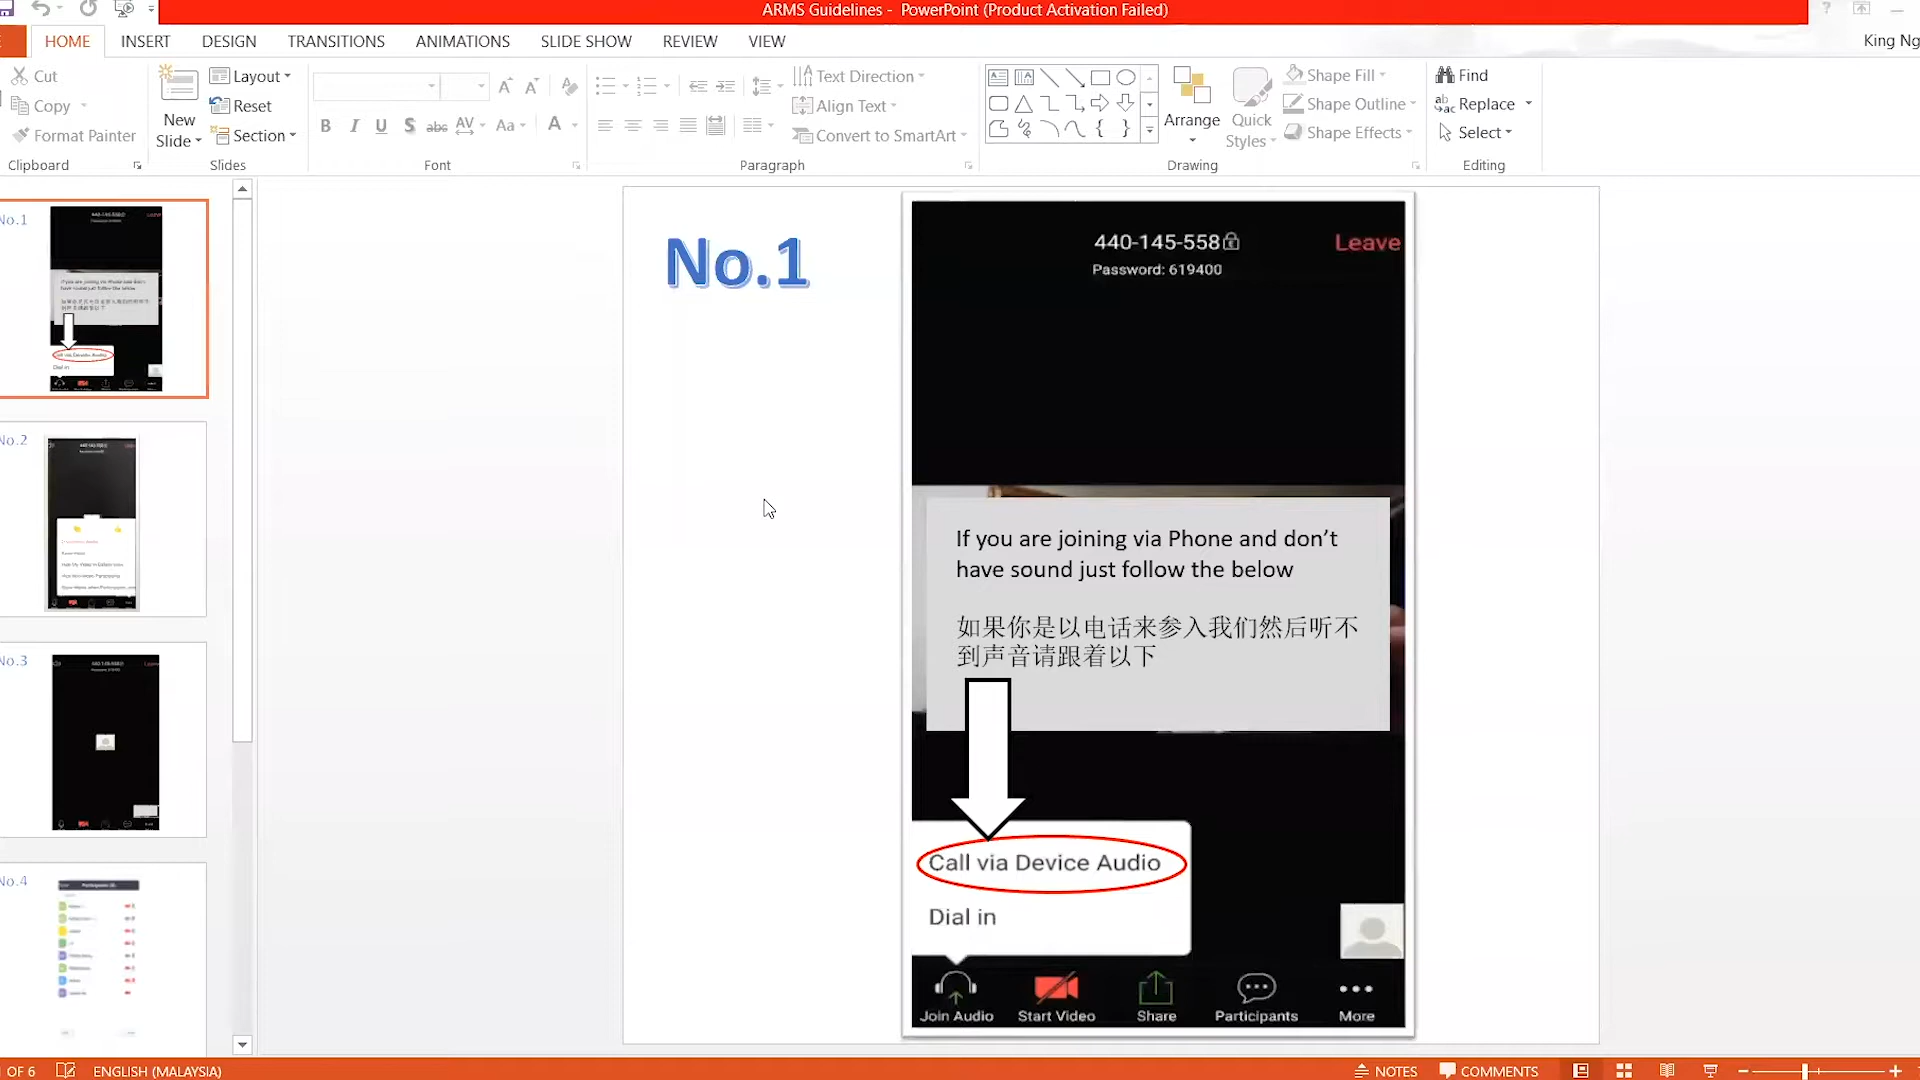 ARMS Guidelines - PowerPoint (Product Activation Failed)
HOME INSERT DESIGN TRANSITIONS ANIMATIONS SLIDE SHOW REVIEW VIEW
King Ng
Cut
Copy
Format Painter
Clipboard
New Slide
Layout
Reset
Section
Slides
B I U S abc AV Aa A
Font
Text Direction
Align Text
Convert to SmartArt
Paragraph
Arrange
Quick Styles
Shape Fill
Shape Outline
Shape Effects
Drawing
Find
Replace
Select
Editing
No.1
No.2
No.3
No.4
No.1
440-145-558
Leave
Password: 619400
If you are joining via Phone and don’t
have sound just follow the below
如果你是以电话来参入我们然后听不
到声音请跟着以下
Call via Device Audio
Dial in
Join Audio Start Video Share Participants More
OF 6 ENGLISH (MALAYSIA) NOTES COMMENTS